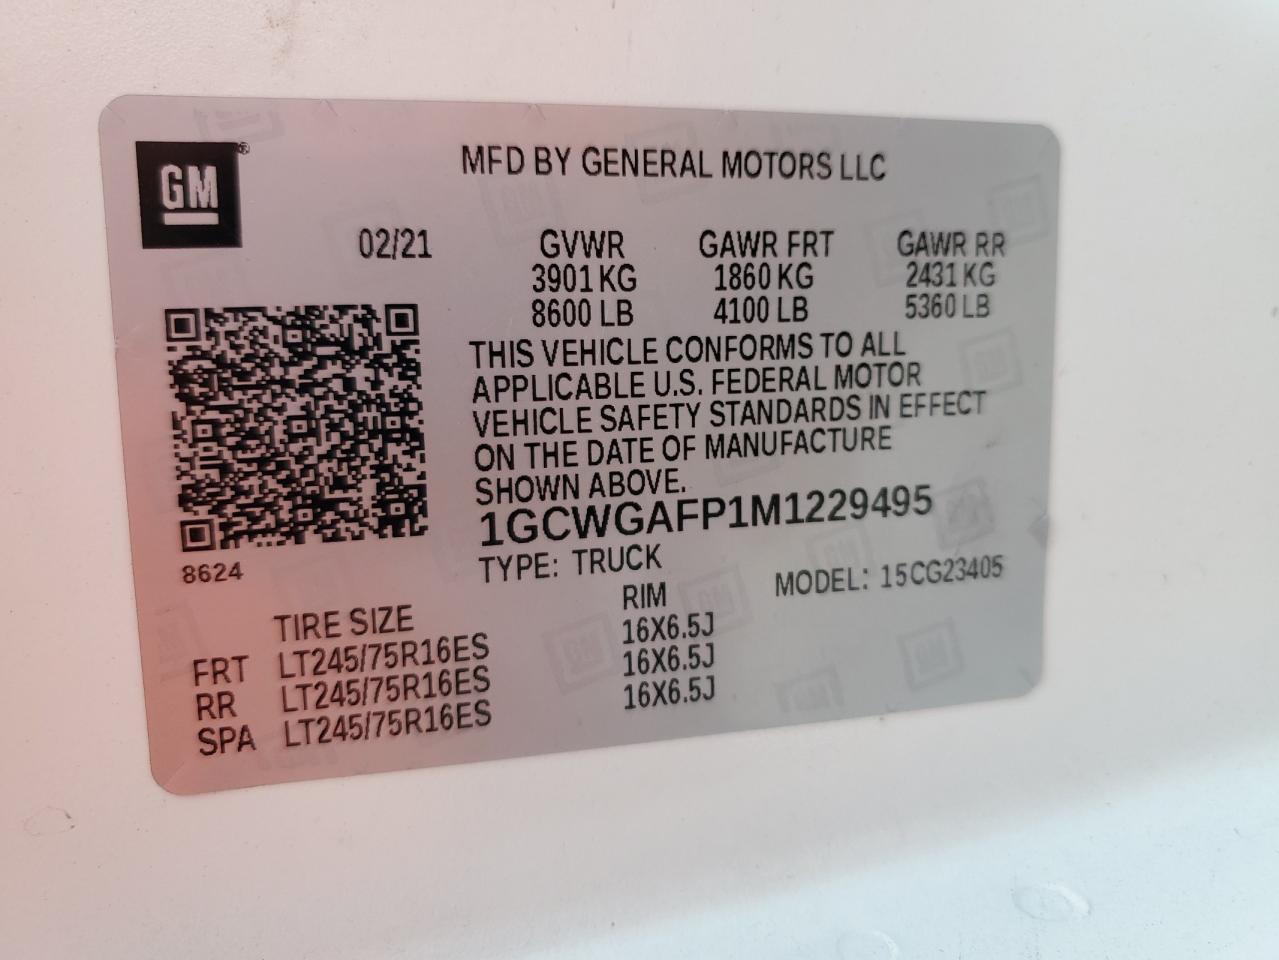 GM®
MFD BY GENERAL MOTORS LLC
02/21 GVWR GAWR FRT GAWR RR
3901 KG 1860 KG 2431 KG
8600 LB 4100 LB 5360 LB
THIS VEHICLE CONFORMS TO ALL
APPLICABLE U.S. FEDERAL MOTOR
VEHICLE SAFETY STANDARDS IN EFFECT
ON THE DATE OF MANUFACTURE
SHOWN ABOVE.
1GCWGAFP1M1229495
8624 TYPE: TRUCK MODEL: 15CG23405
TIRE SIZE RIM
FRT LT245/75R16ES 16X6.5J
RR LT245/75R16ES 16X6.5J
SPA LT245/75R16ES 16X6.5J